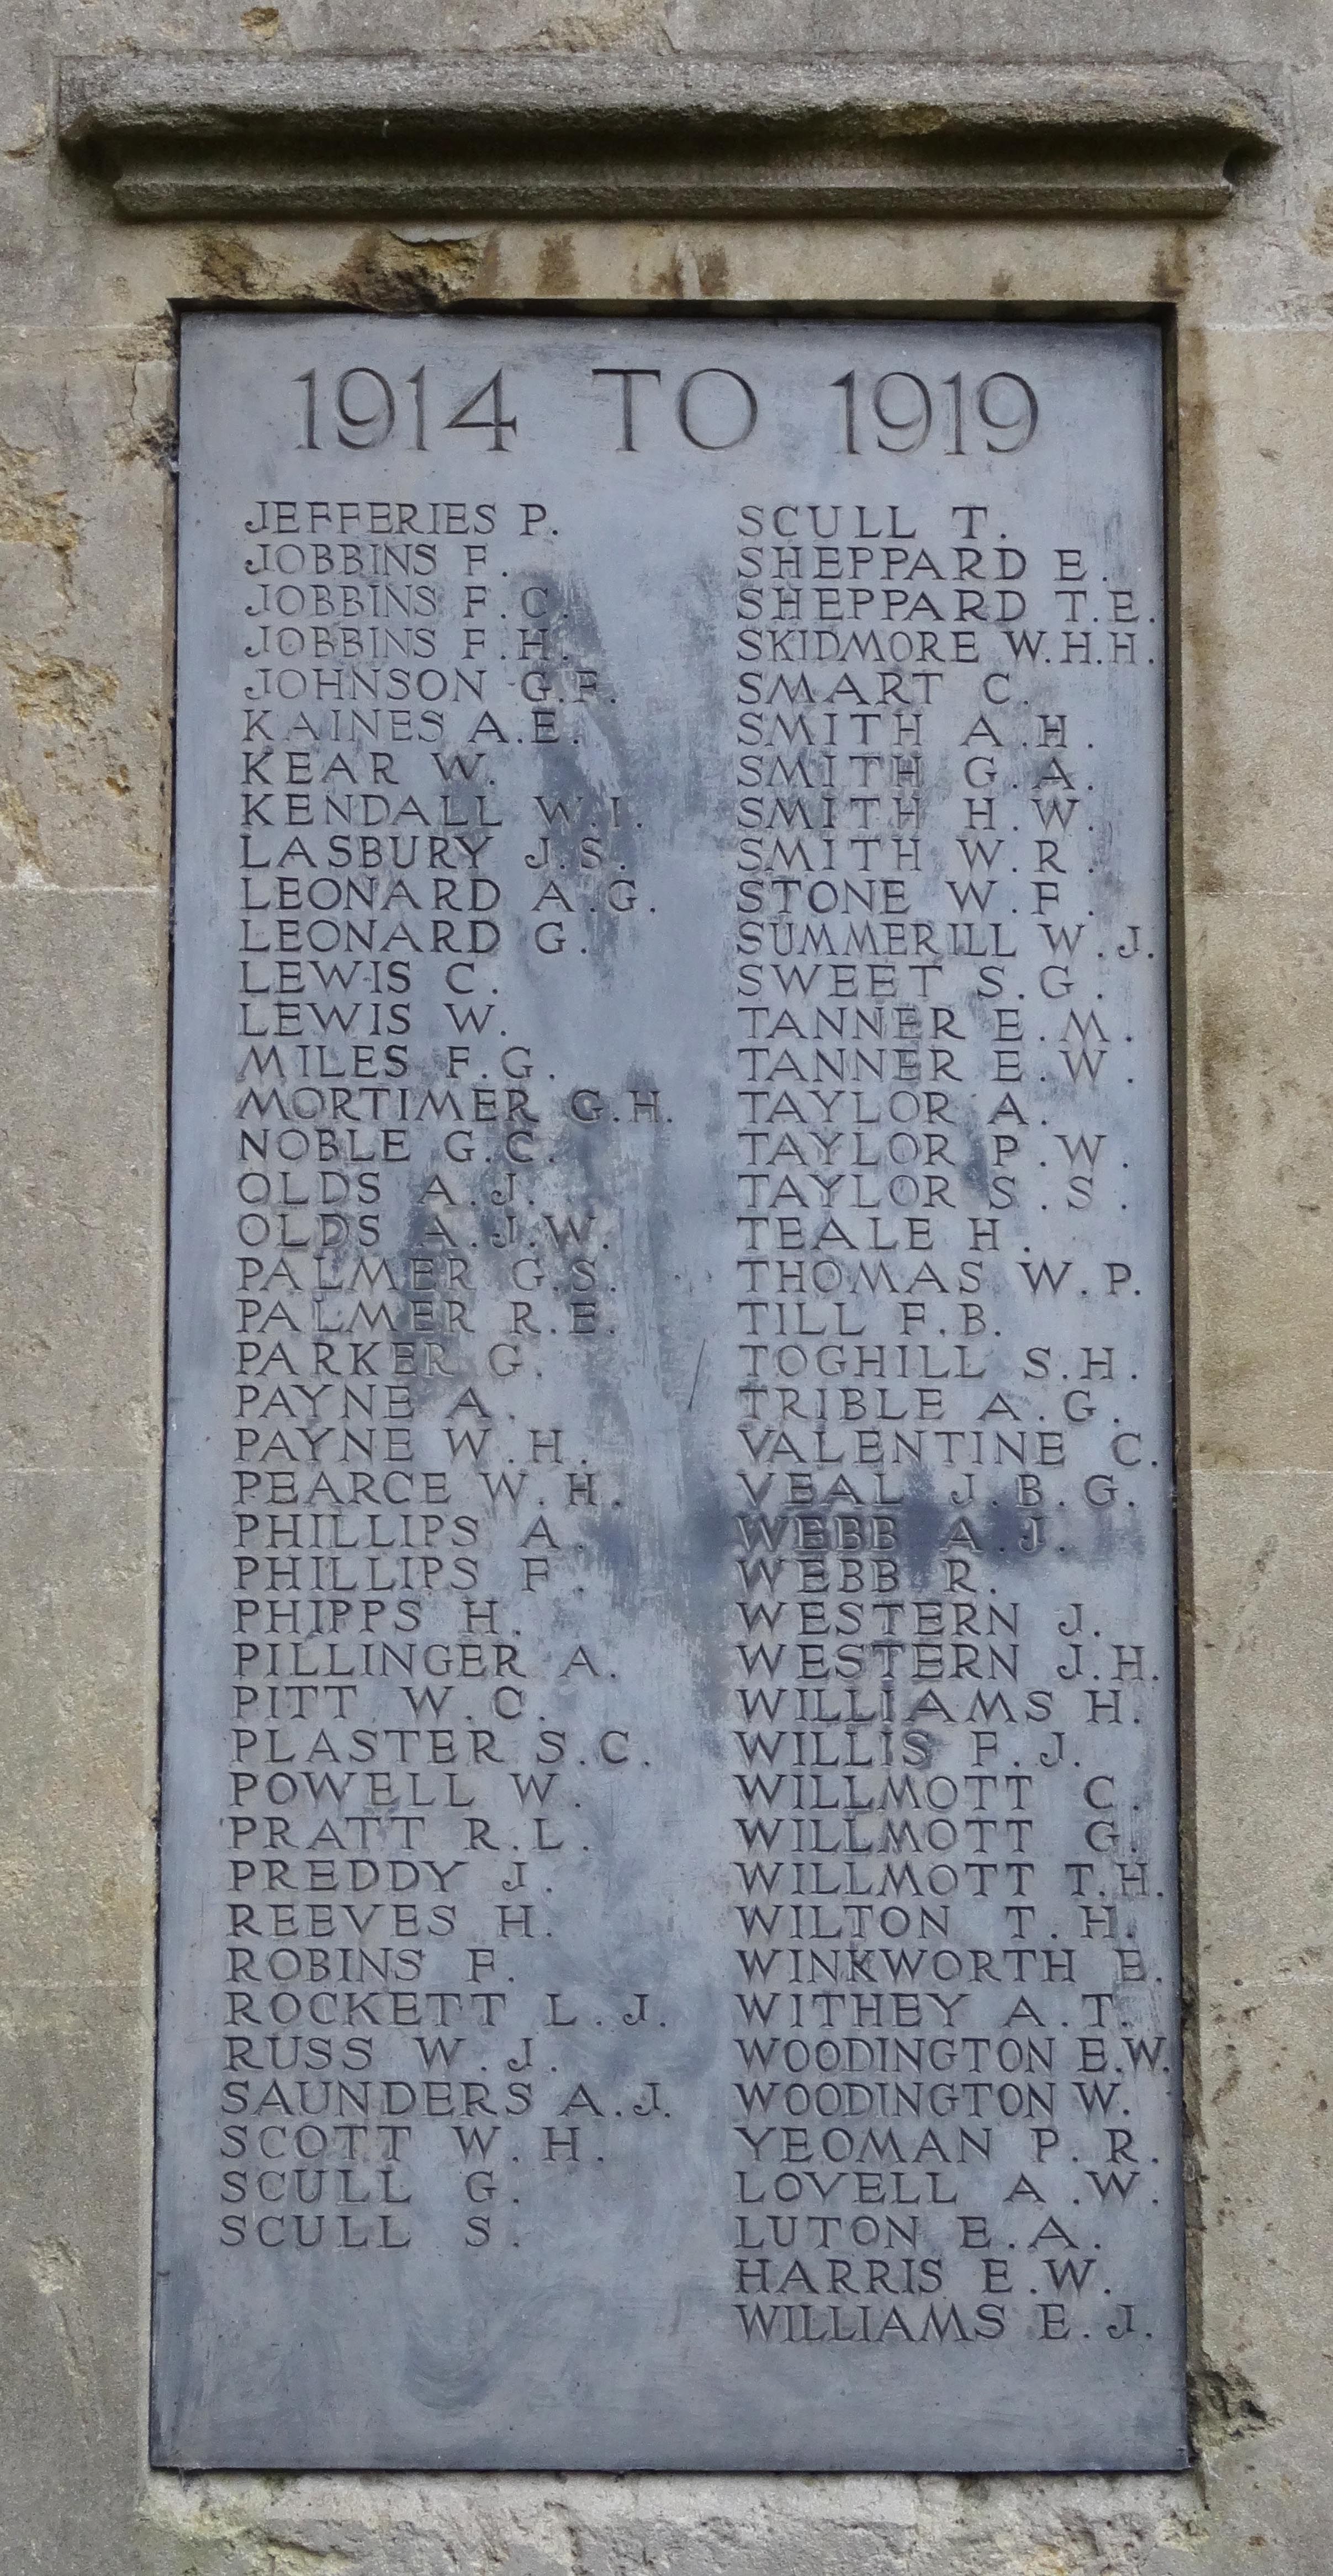 1914 TO 1919
JEFFERIES P.
JOBBINS F.
JOBBINS F.C.
JOBBINS F.H.
JOHNSON G.F.
KAINES A.E.
KEAR W.
KENDALL W.I.
LASBURY J.S.
LEONARD A.G.
LEONARD G.
LEWIS C.
LEWIS W.
MILES F.G.
MORTIMER G.H.
NOBLE G.C.
OLDS A.J.
OLDS A.J.W.
PALMER G.S.
PALMER R.E.
PARKER G.
PAYNE A.
PAYNE W.H.
PEARCE W.H.
PHILLIPS A.
PHILLIPS F.
PHIPPS H.
PILLINGER A.
PITT W.C.
PLASTER S.C.
POWELL W.
PRATT R.L.
PREDDY J.
REEVES H.
ROBINS F.
ROCKETT L.J.
RUSS W.J.
SAUNDERS A.J.
SCOTT W.H.
SCULL G.
SCULL S.
SCULL T.
SHEPPARD E.
SHEPPARD T.E.
SKIDMORE W.H.H.
SMART C.
SMITH A.H.
SMITH G.A.
SMITH H.W.
SMITH W.R.
STONE W.F.
SUMMERILL W.J.
SWEET S.G.
TANNER E.M.
TANNER E.W.
TAYLOR A.
TAYLOR P.W.
TAYLOR S.S.
TEALE H.
THOMAS W.P.
TILL F.B.
TOGHILL S.H.
TRIBLE A.G.
VALENTINE C.
VEAL J.B.G.
WEBB A.J.
WEBB R.
WESTERN J.
WESTERN J.H.
WILLIAMS H.
WILLIS F.J.
WILLMOTT C.
WILLMOTT G.
WILLMOTT T.H.
WILTON T.H.
WINKWORTH E.
WITHEY A.T.
WOODINGTON E.W.
WOODINGTON W.
YEOMAN P.R.
LOVELL A.W.
LUTON E.A.
HARRIS E.W.
WILLIAMS E.J.